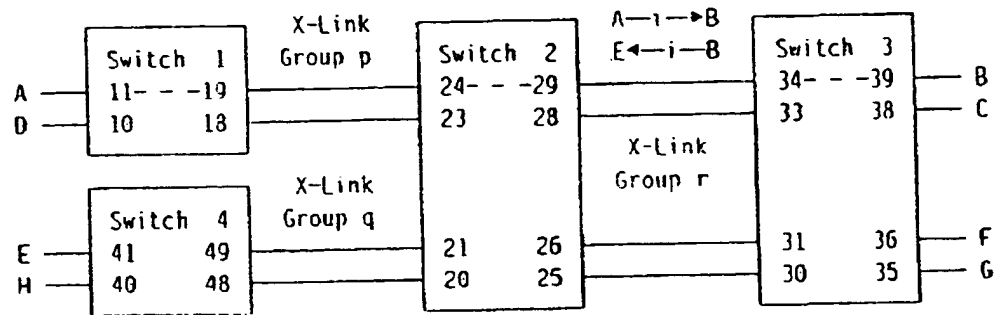 X-Link
Group p
A—i—▶B
E◀—i—B
Switch 1
11- - -19
10 18
A
D
Switch 2
24- - -29
23 28
21 26
20 25
Switch 3
34- - -39
33 38
31 36
30 35
B
C
F
G
X-Link
Group r
X-Link
Group q
Switch 4
41 49
40 48
E
H